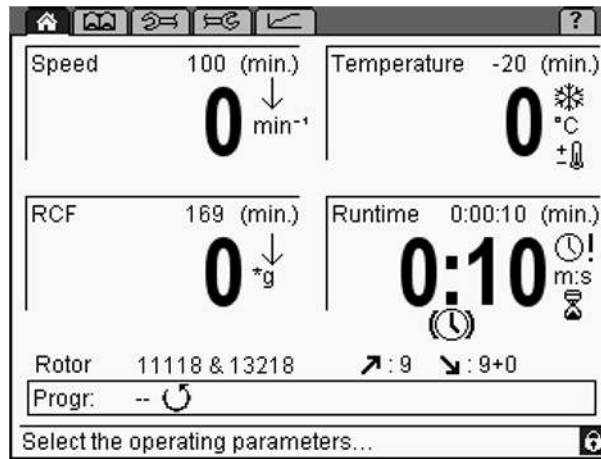 ?
Speed 100 (min.) Temperature -20 (min.)
0 min⁻¹ 0 °C
RCF 169 (min.) Runtime 0:00:10 (min.)
0 *g 0:10 m:s
Rotor 11118 & 13218 ↗:9 ↘:9+0
Progr: --
Select the operating parameters...